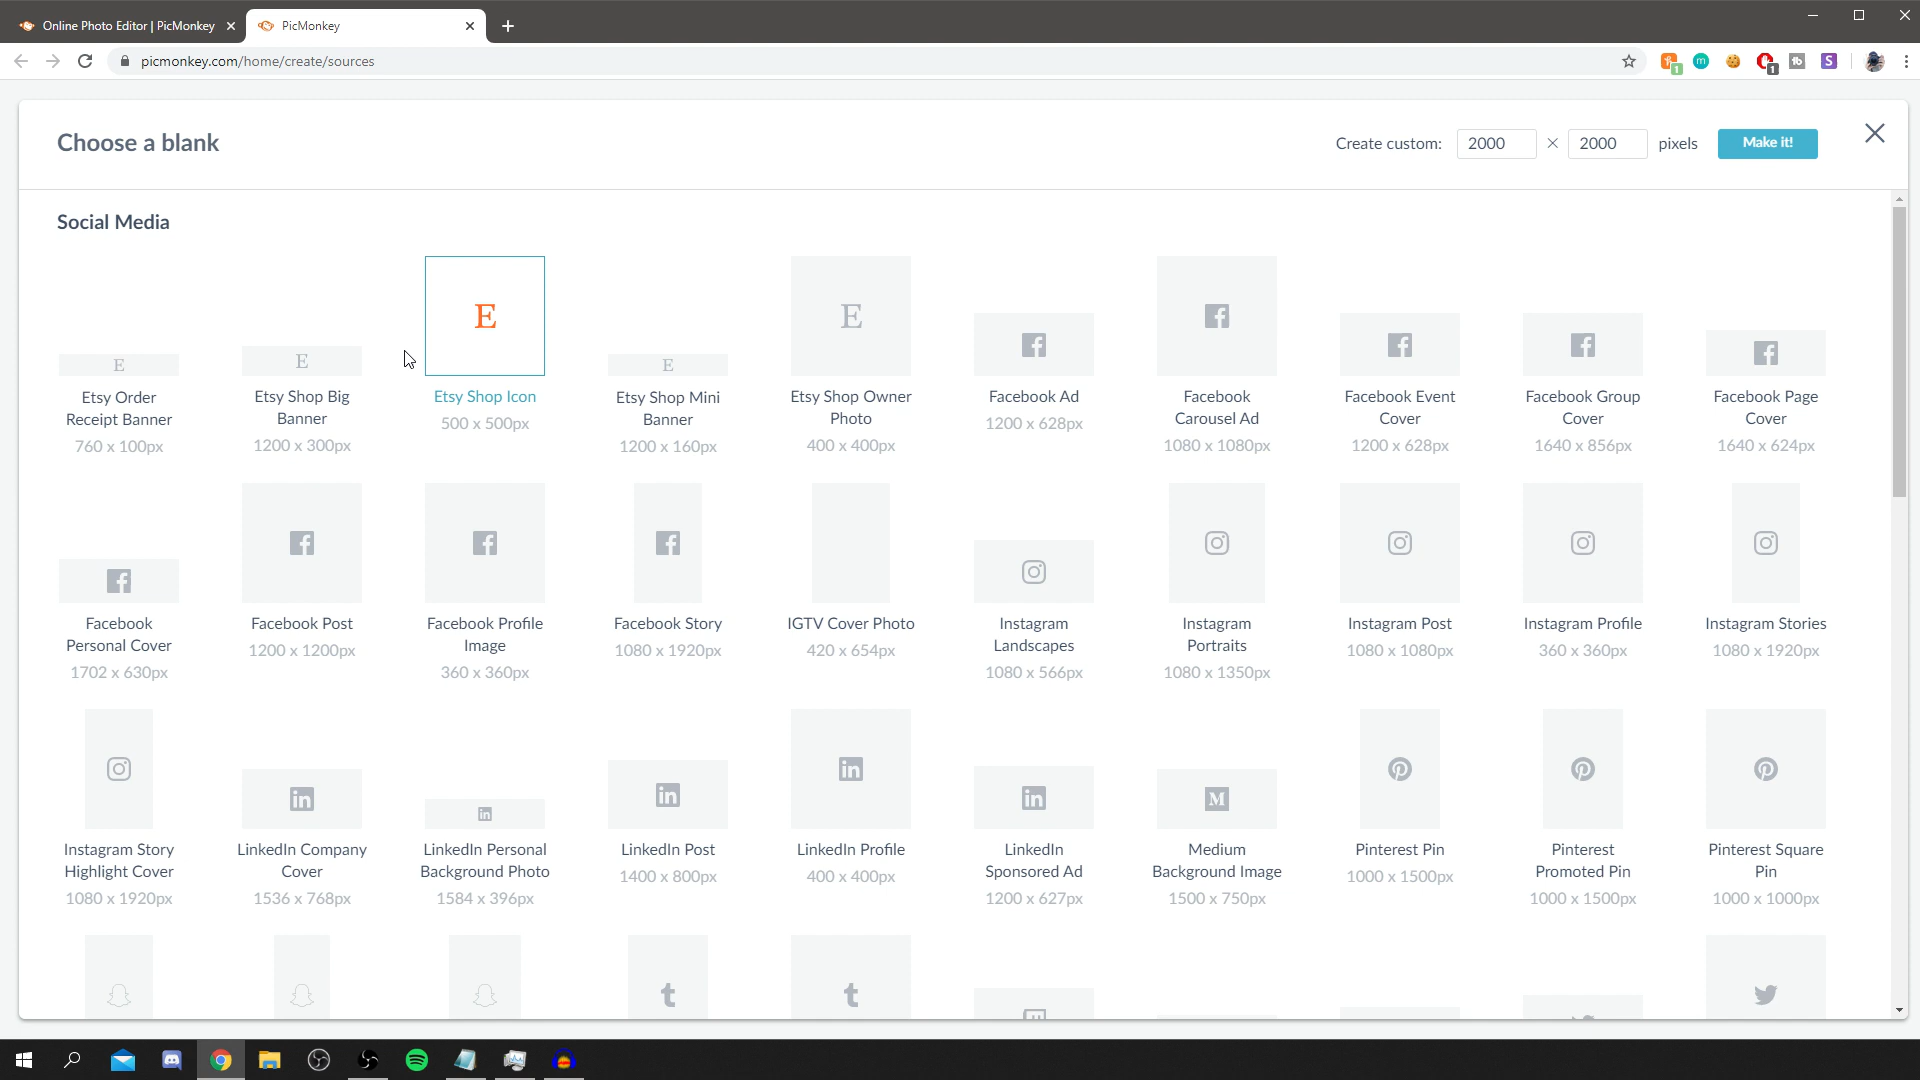 Online Photo Editor | PicMonkey
PicMonkey
picmonkey.com/home/create/sources
Choose a blank
Create custom: 2000 × 2000 pixels Make it!
Social Media
E
E
E
E
E
Etsy Order
Receipt Banner
760 x 100px
Etsy Shop Big
Banner
1200 x 300px
Etsy Shop Icon
500 x 500px
Etsy Shop Mini
Banner
1200 x 160px
Etsy Shop Owner
Photo
400 x 400px
Facebook Ad
1200 x 628px
Facebook
Carousel Ad
1080 x 1080px
Facebook Event
Cover
1200 x 628px
Facebook Group
Cover
1640 x 856px
Facebook Page
Cover
1640 x 624px
Facebook
Personal Cover
1702 x 630px
Facebook Post
1200 x 1200px
Facebook Profile
Image
360 x 360px
Facebook Story
1080 x 1920px
IGTV Cover Photo
420 x 654px
Instagram
Landscapes
1080 x 566px
Instagram
Portraits
1080 x 1350px
Instagram Post
1080 x 1080px
Instagram Profile
360 x 360px
Instagram Stories
1080 x 1920px
Instagram Story
Highlight Cover
1080 x 1920px
LinkedIn Company
Cover
1536 x 768px
LinkedIn Personal
Background Photo
1584 x 396px
LinkedIn Post
1400 x 800px
LinkedIn Profile
400 x 400px
LinkedIn
Sponsored Ad
1200 x 627px
Medium
Background Image
1500 x 750px
Pinterest Pin
1000 x 1500px
Pinterest
Promoted Pin
1000 x 1500px
Pinterest Square
Pin
1000 x 1000px